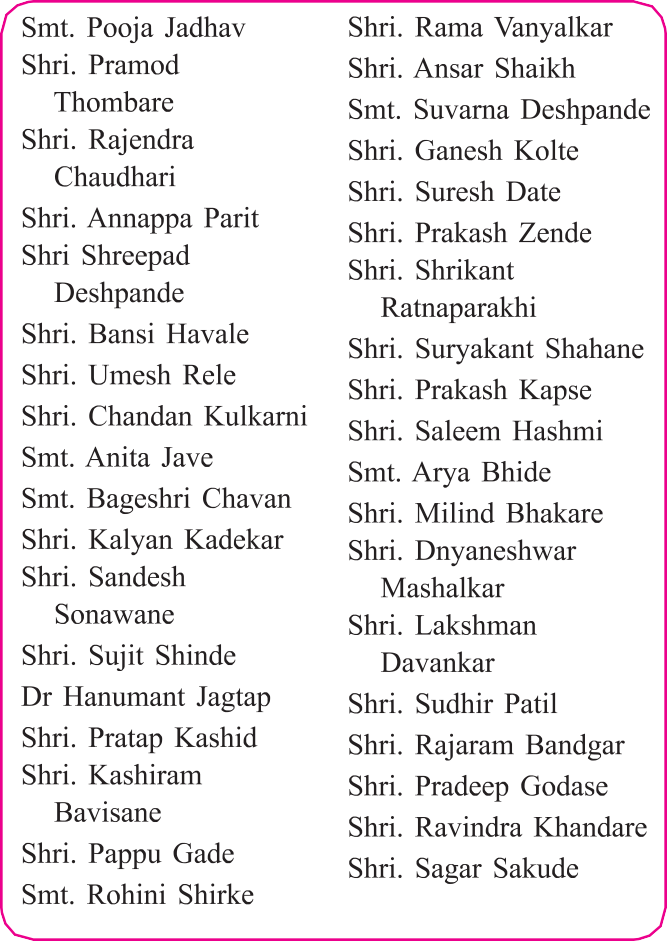 Smt. Pooja Jadhav
Shri. Pramod
Thombare
Shri. Rajendra
Chaudhari
Shri. Annappa Parit
Shri Shreepad
Deshpande
Shri. Bansi Havale
Shri. Umesh Rele
Shri. Chandan Kulkarni
Smt. Anita Jave
Smt. Bageshri Chavan
Shri. Kalyan Kadekar
Shri. Sandesh
Sonawane
Shri. Sujit Shinde
Dr Hanumant Jagtap
Shri. Pratap Kashid
Shri. Kashiram
Bavisane
Shri. Pappu Gade
Smt. Rohini Shirke
Shri. Rama Vanyalkar
Shri. Ansar Shaikh
Smt. Suvarna Deshpande
Shri. Ganesh Kolte
Shri. Suresh Date
Shri. Prakash Zende
Shri. Shrikant
Ratnaparakhi
Shri. Suryakant Shahane
Shri. Prakash Kapse
Shri. Saleem Hashmi
Smt. Arya Bhide
Shri. Milind Bhakare
Shri. Dnyaneshwar
Mashalkar
Shri. Lakshman
Davankar
Shri. Sudhir Patil
Shri. Rajaram Bandgar
Shri. Pradeep Godase
Shri. Ravindra Khandare
Shri. Sagar Sakude